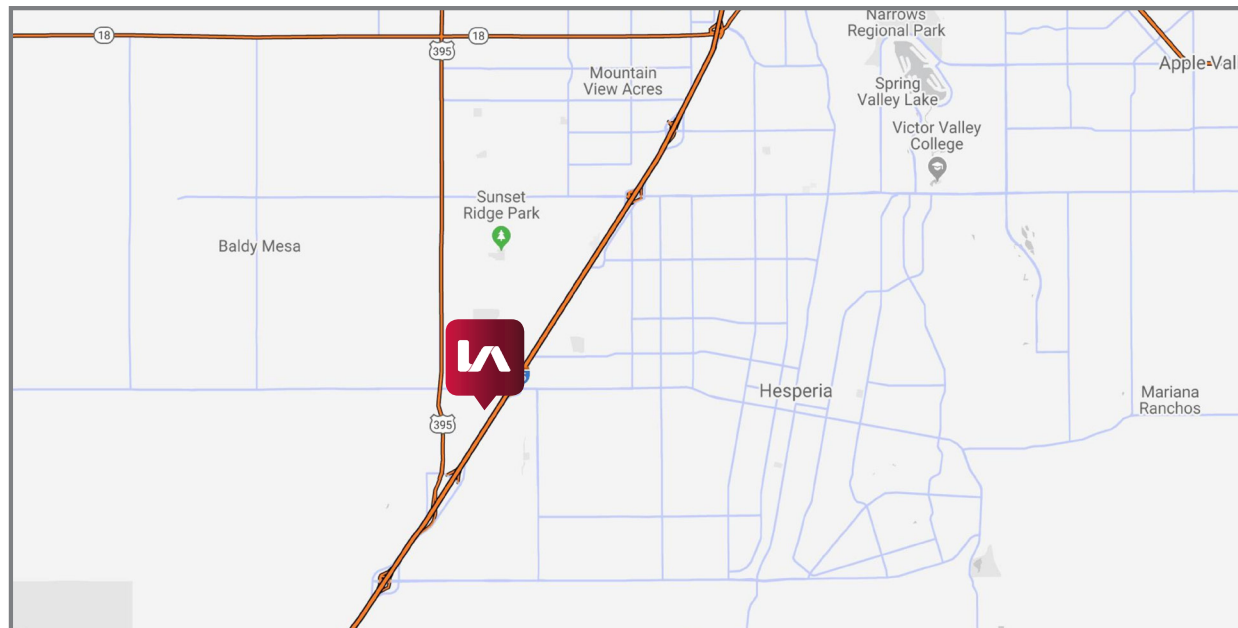 Narrows
Regional Park
18
18
395
Apple Val
Mountain
View Acres
Spring
Valley Lake
Victor Valley
College
Sunset
Ridge Park
Baldy Mesa
LA
Hesperia
Mariana
Ranchos
395